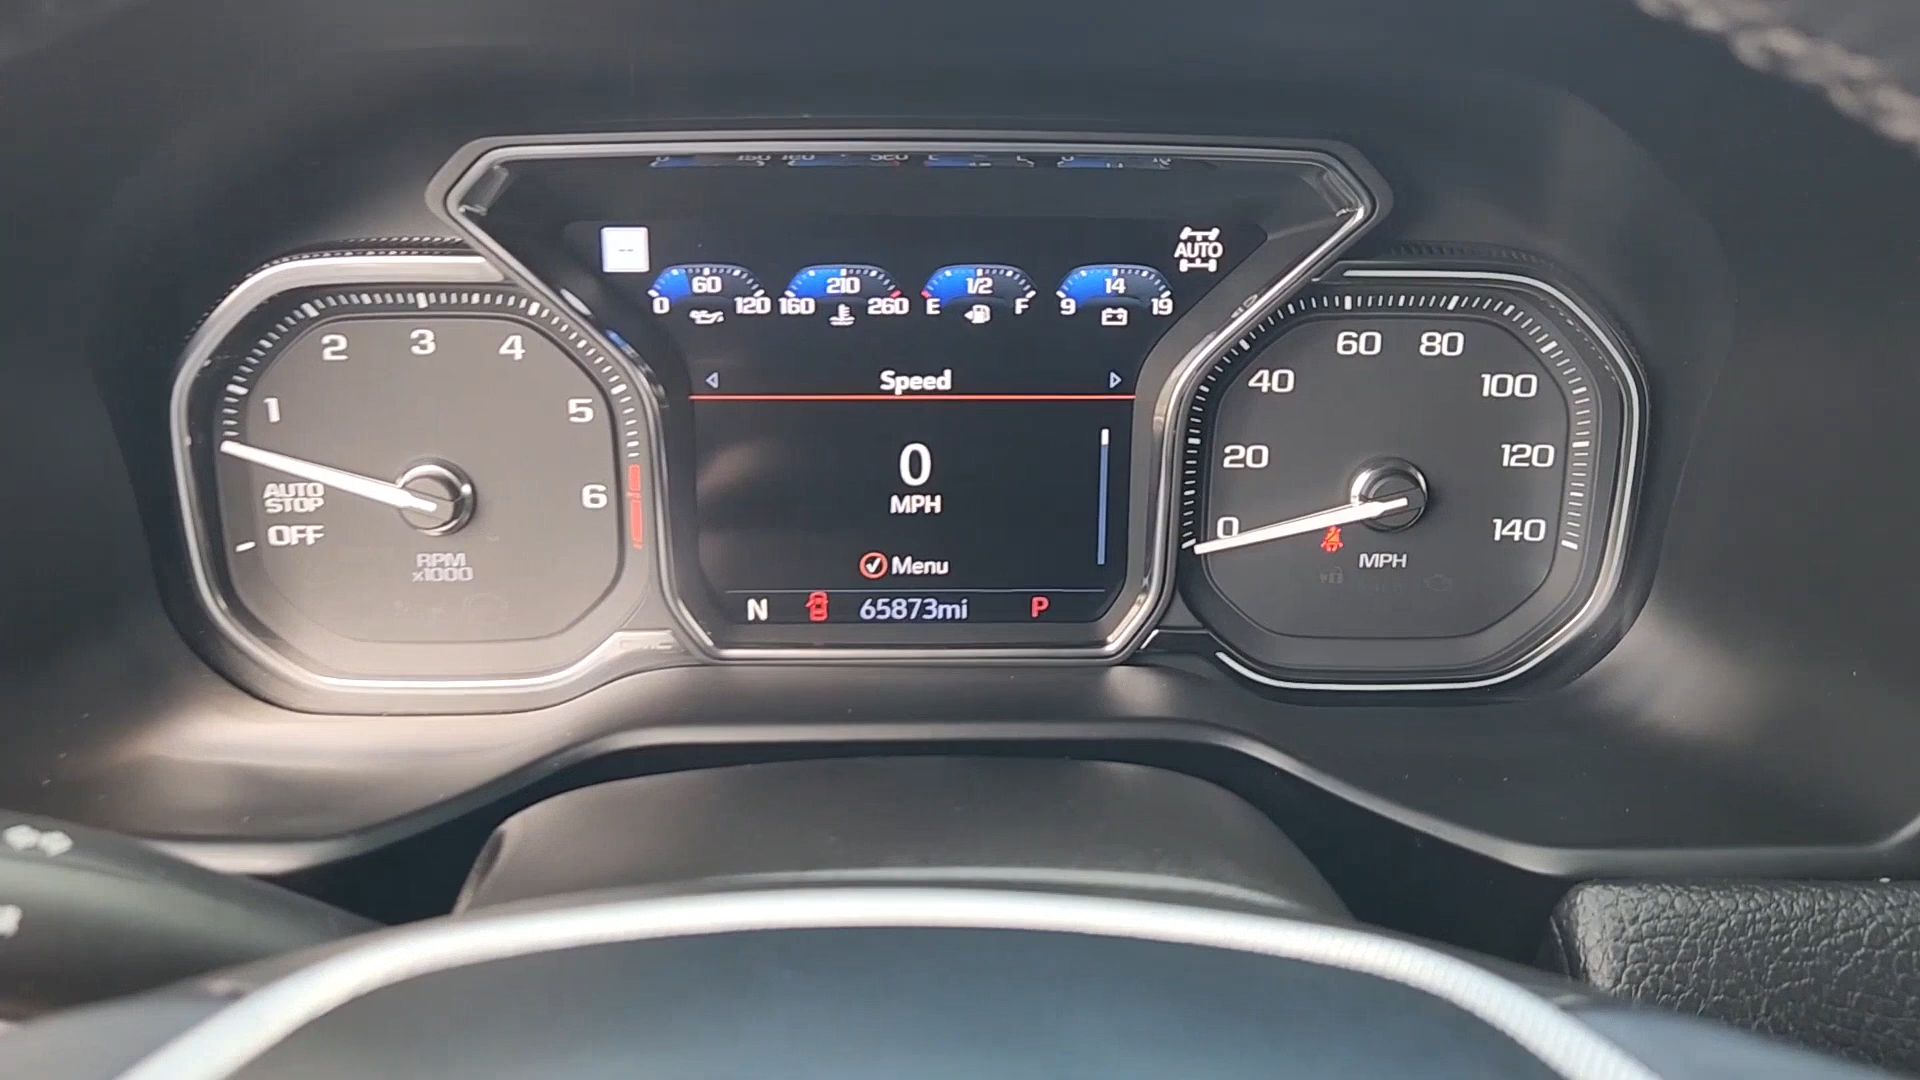 --
AUTO
60
0 120
210
160 260
1/2
E F
14
9 19
Speed
0
MPH
Menu
N 65873mi P
1 2 3 4 5 6
AUTO
STOP
OFF
RPM
x1000
0 20 40 60 80 100 120 140
MPH